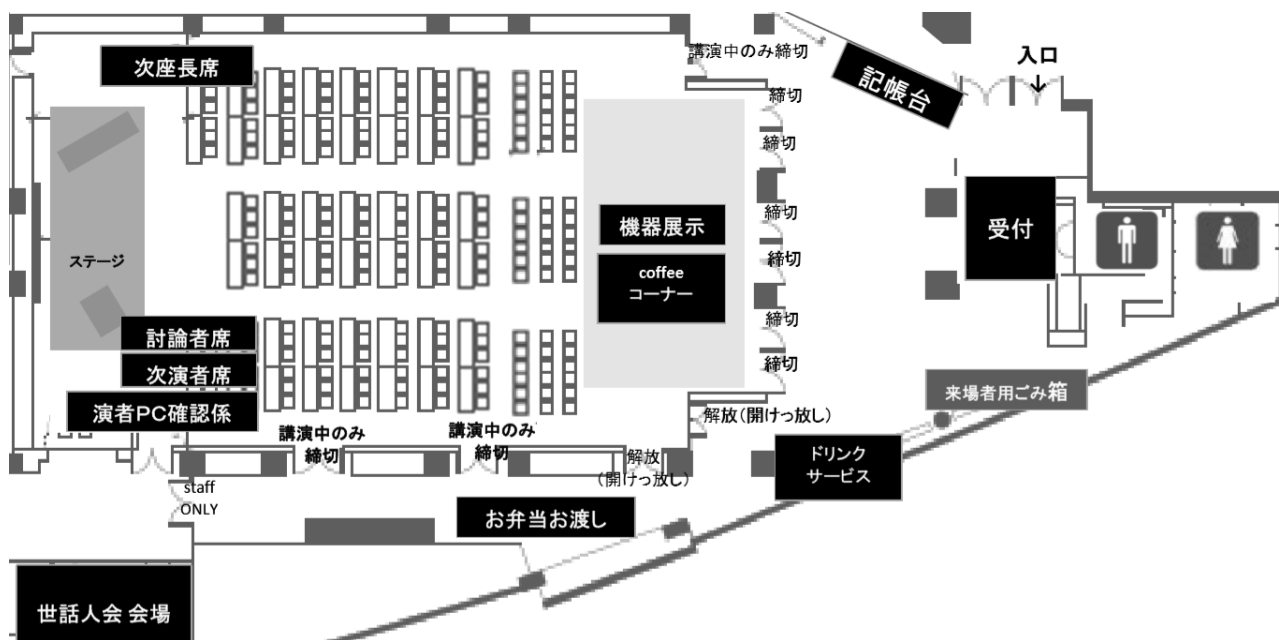 次座長席
講演中のみ締切
記帳台
入口
↓
締切
締切
締切
締切
締切
締切
機器展示
coffee
コーナー
受付
ステージ
討論者席
次演者席
演者PC確認係
講演中のみ
締切
講演中のみ
締切
解放
(開けっ放し)
解放(開けっ放し)
来場者用ごみ箱
ドリンク
サービス
staff
ONLY
お弁当お渡し
世話人会 会場